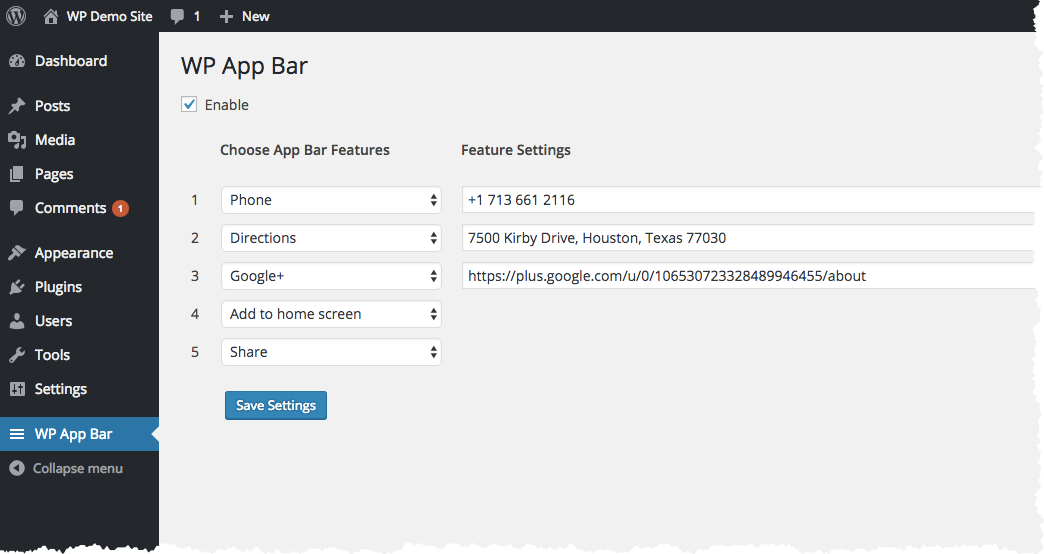 WP Demo Site 1 New
Dashboard
Posts
Media
Pages
Comments 1
Appearance
Plugins
Users
Tools
Settings
WP App Bar
Collapse menu
WP App Bar
Enable
Choose App Bar Features Feature Settings
1 Phone +1 713 661 2116
2 Directions 7500 Kirby Drive, Houston, Texas 77030
3 Google+ https://plus.google.com/u/0/106530723328489946455/about
4 Add to home screen
5 Share
Save Settings